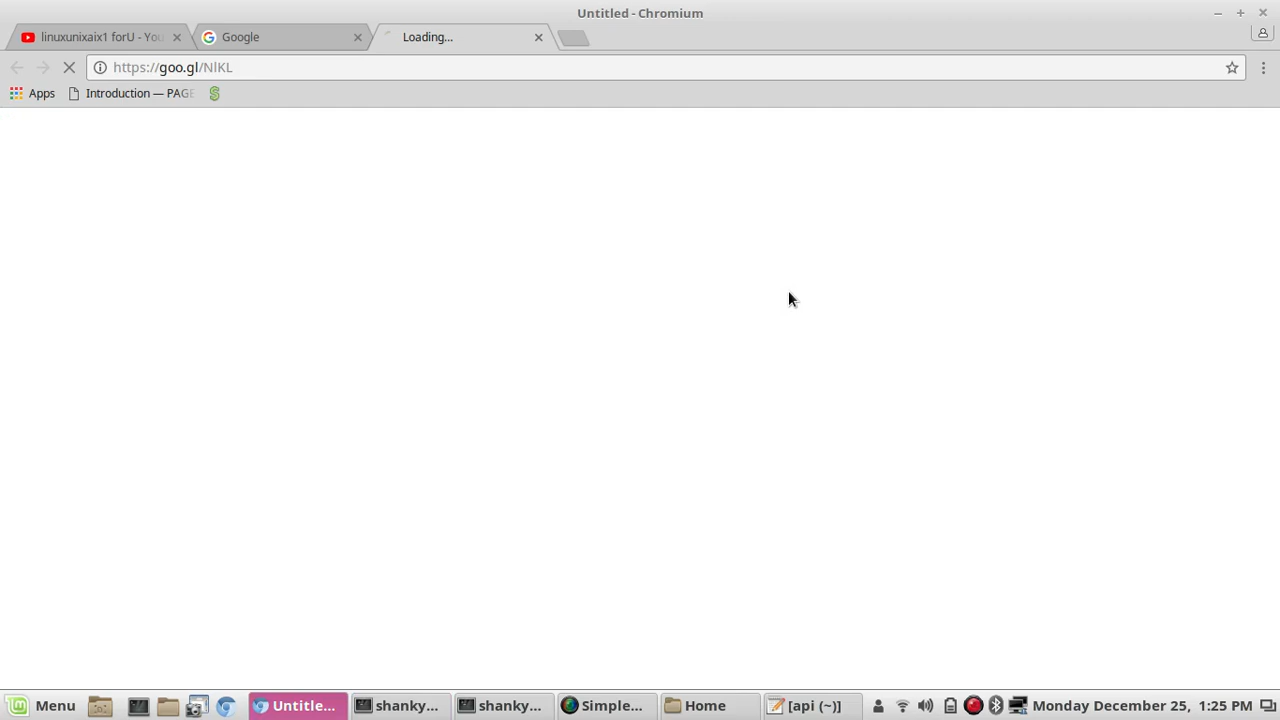 Untitled - Chromium
linuxunixaix1 forU - You
Google
Loading...
https://goo.gl/NlKL
Apps
Introduction — PAGE
Menu
Untitle...
shanky...
shanky...
Simple...
Home
[api (~)]
Monday December 25, 1:25 PM